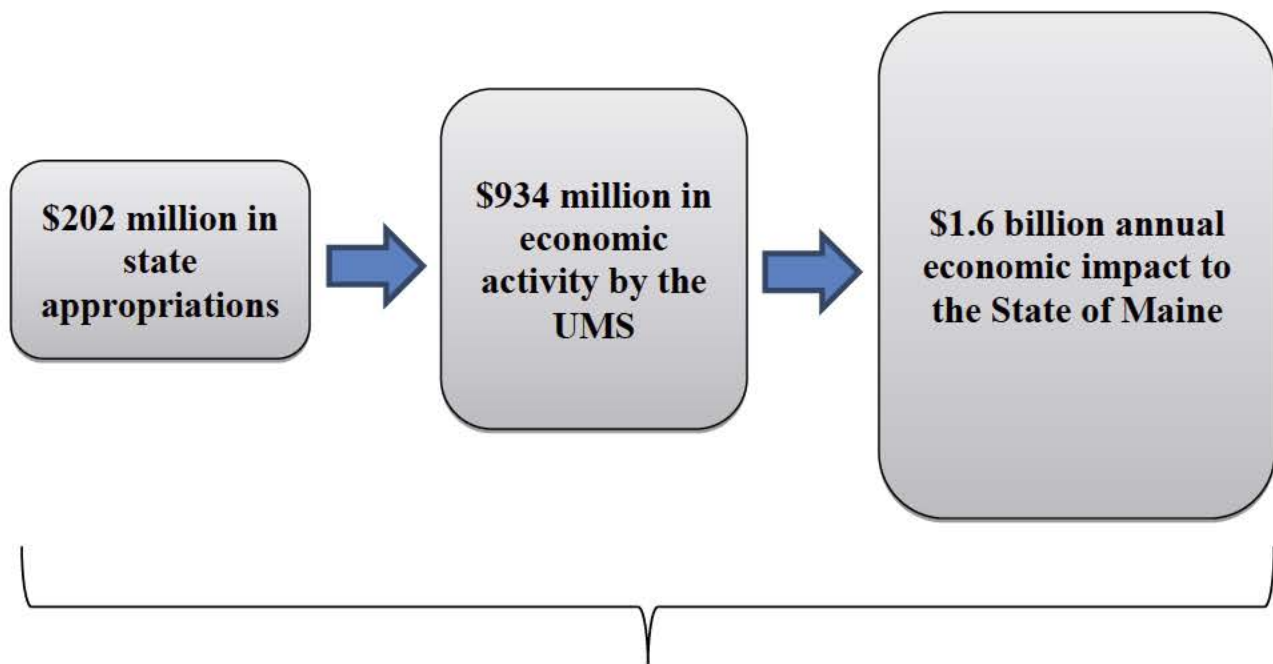 $202 million in
state
appropriations
$934 million in
economic
activity by the
UMS
$1.6 billion annual
economic impact to
the State of Maine